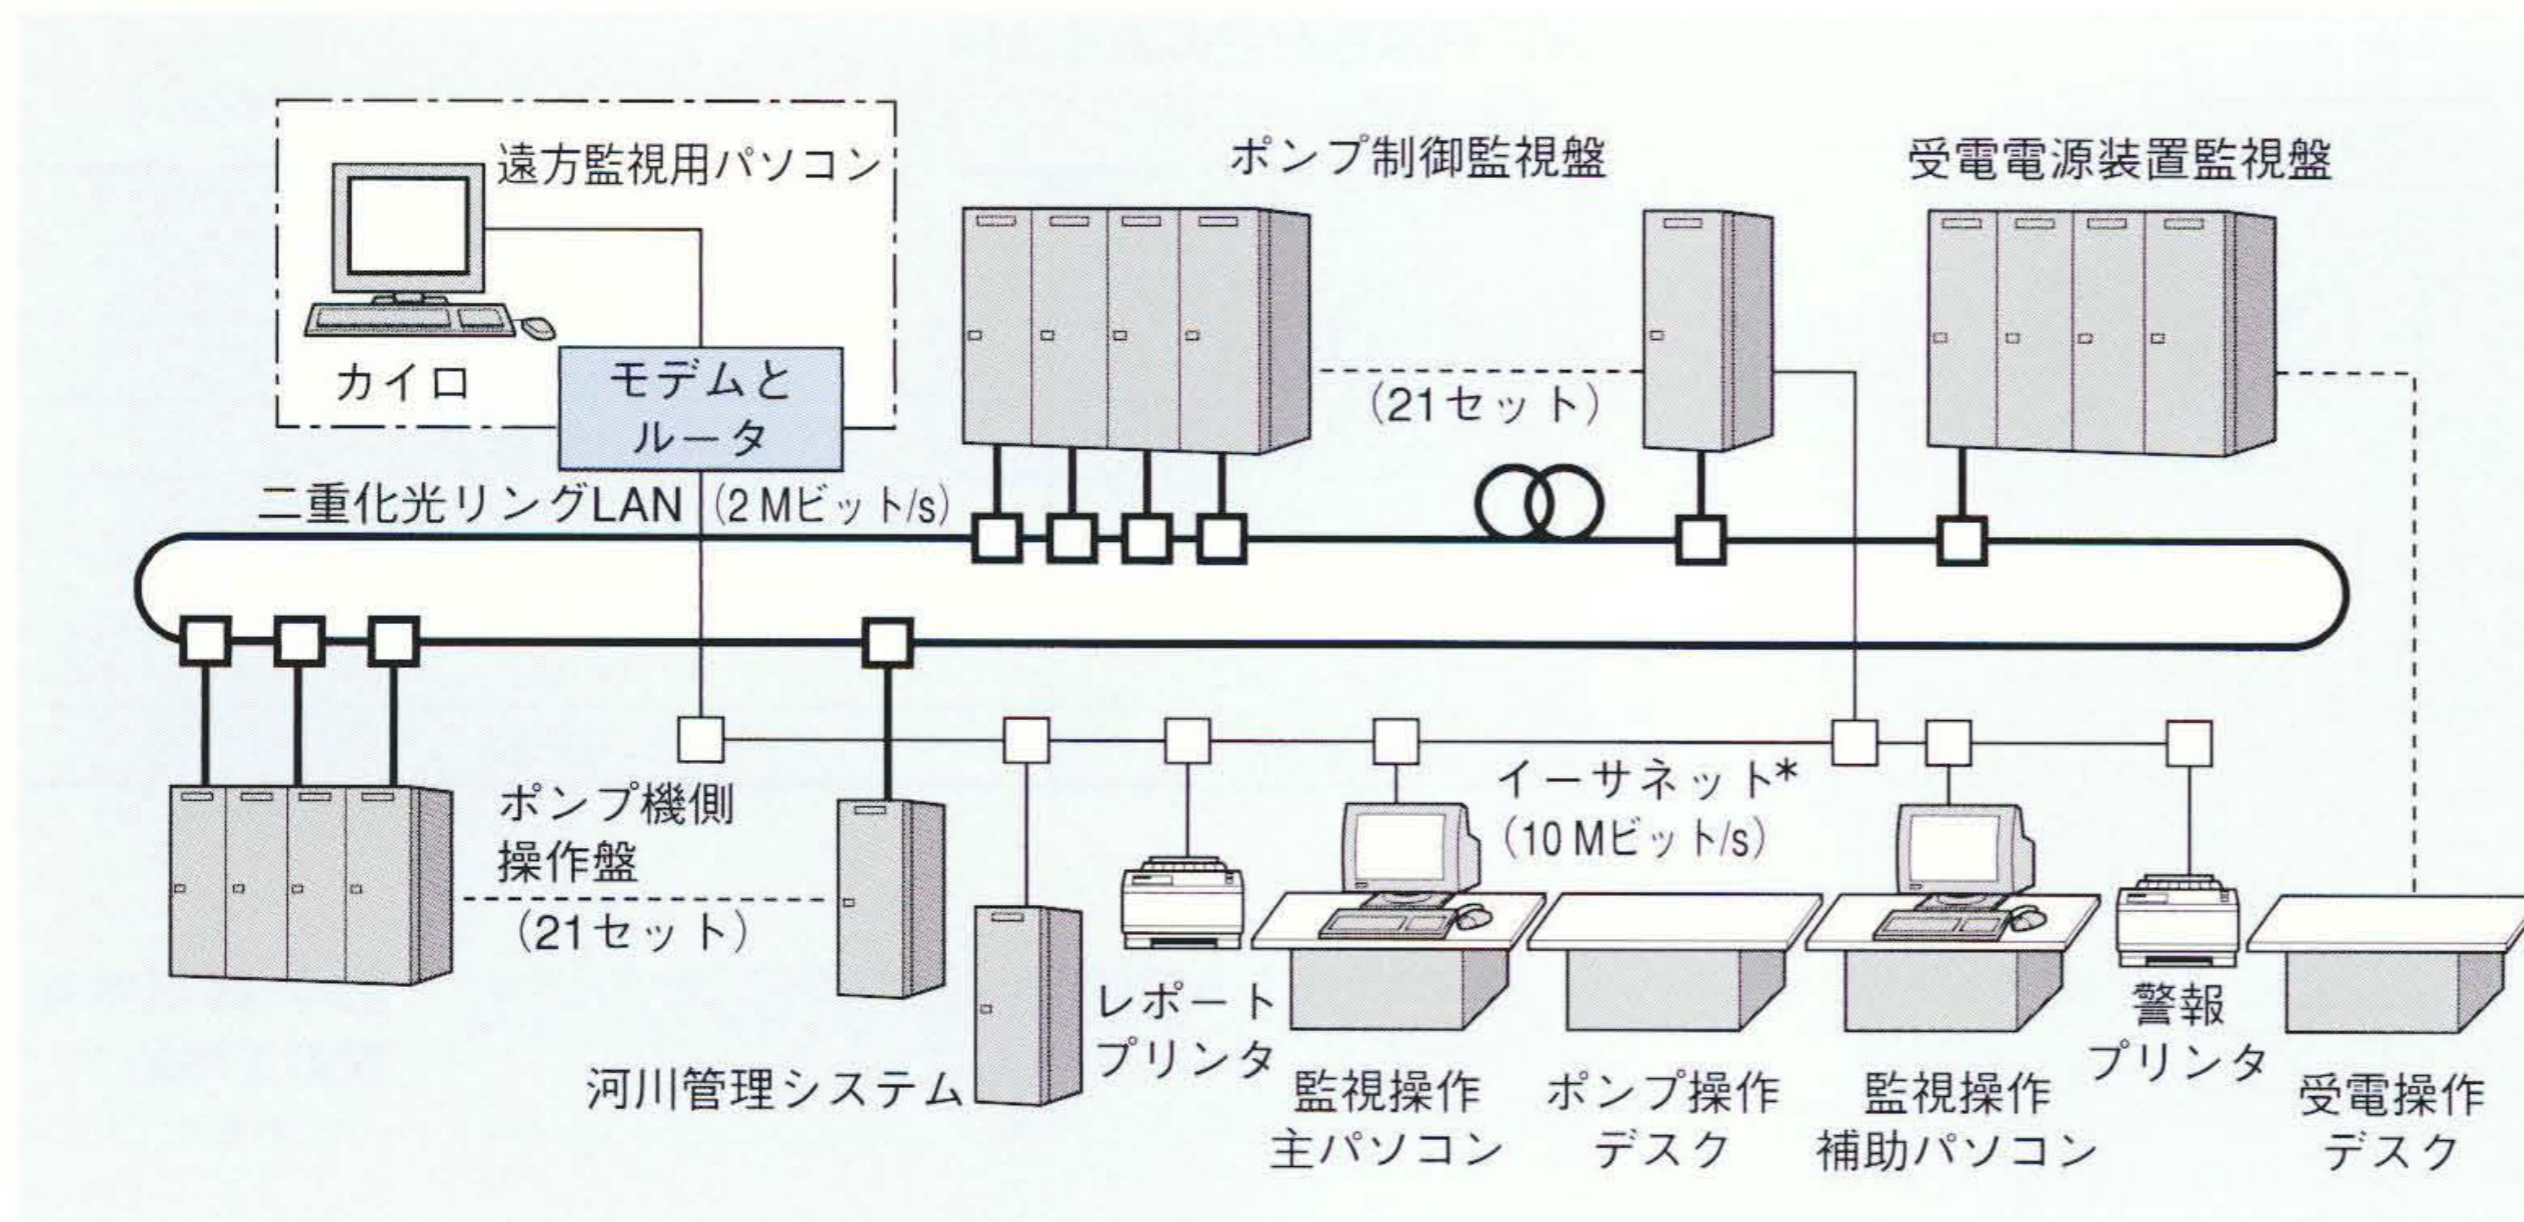 遠方監視用パソコン
カイロ
モデムと
ルータ
ポンプ制御監視盤
(21セット)
受電電源装置監視盤
二重化光リングLAN (2 Mビット/s)
ポンプ機側
操作盤
(21セット)
イーサネット*
(10 Mビット/s)
河川管理システム
レポート
プリンタ
監視操作
主パソコン
ポンプ操作
デスク
監視操作
補助パソコン
警報
プリンタ
受電操作
デスク